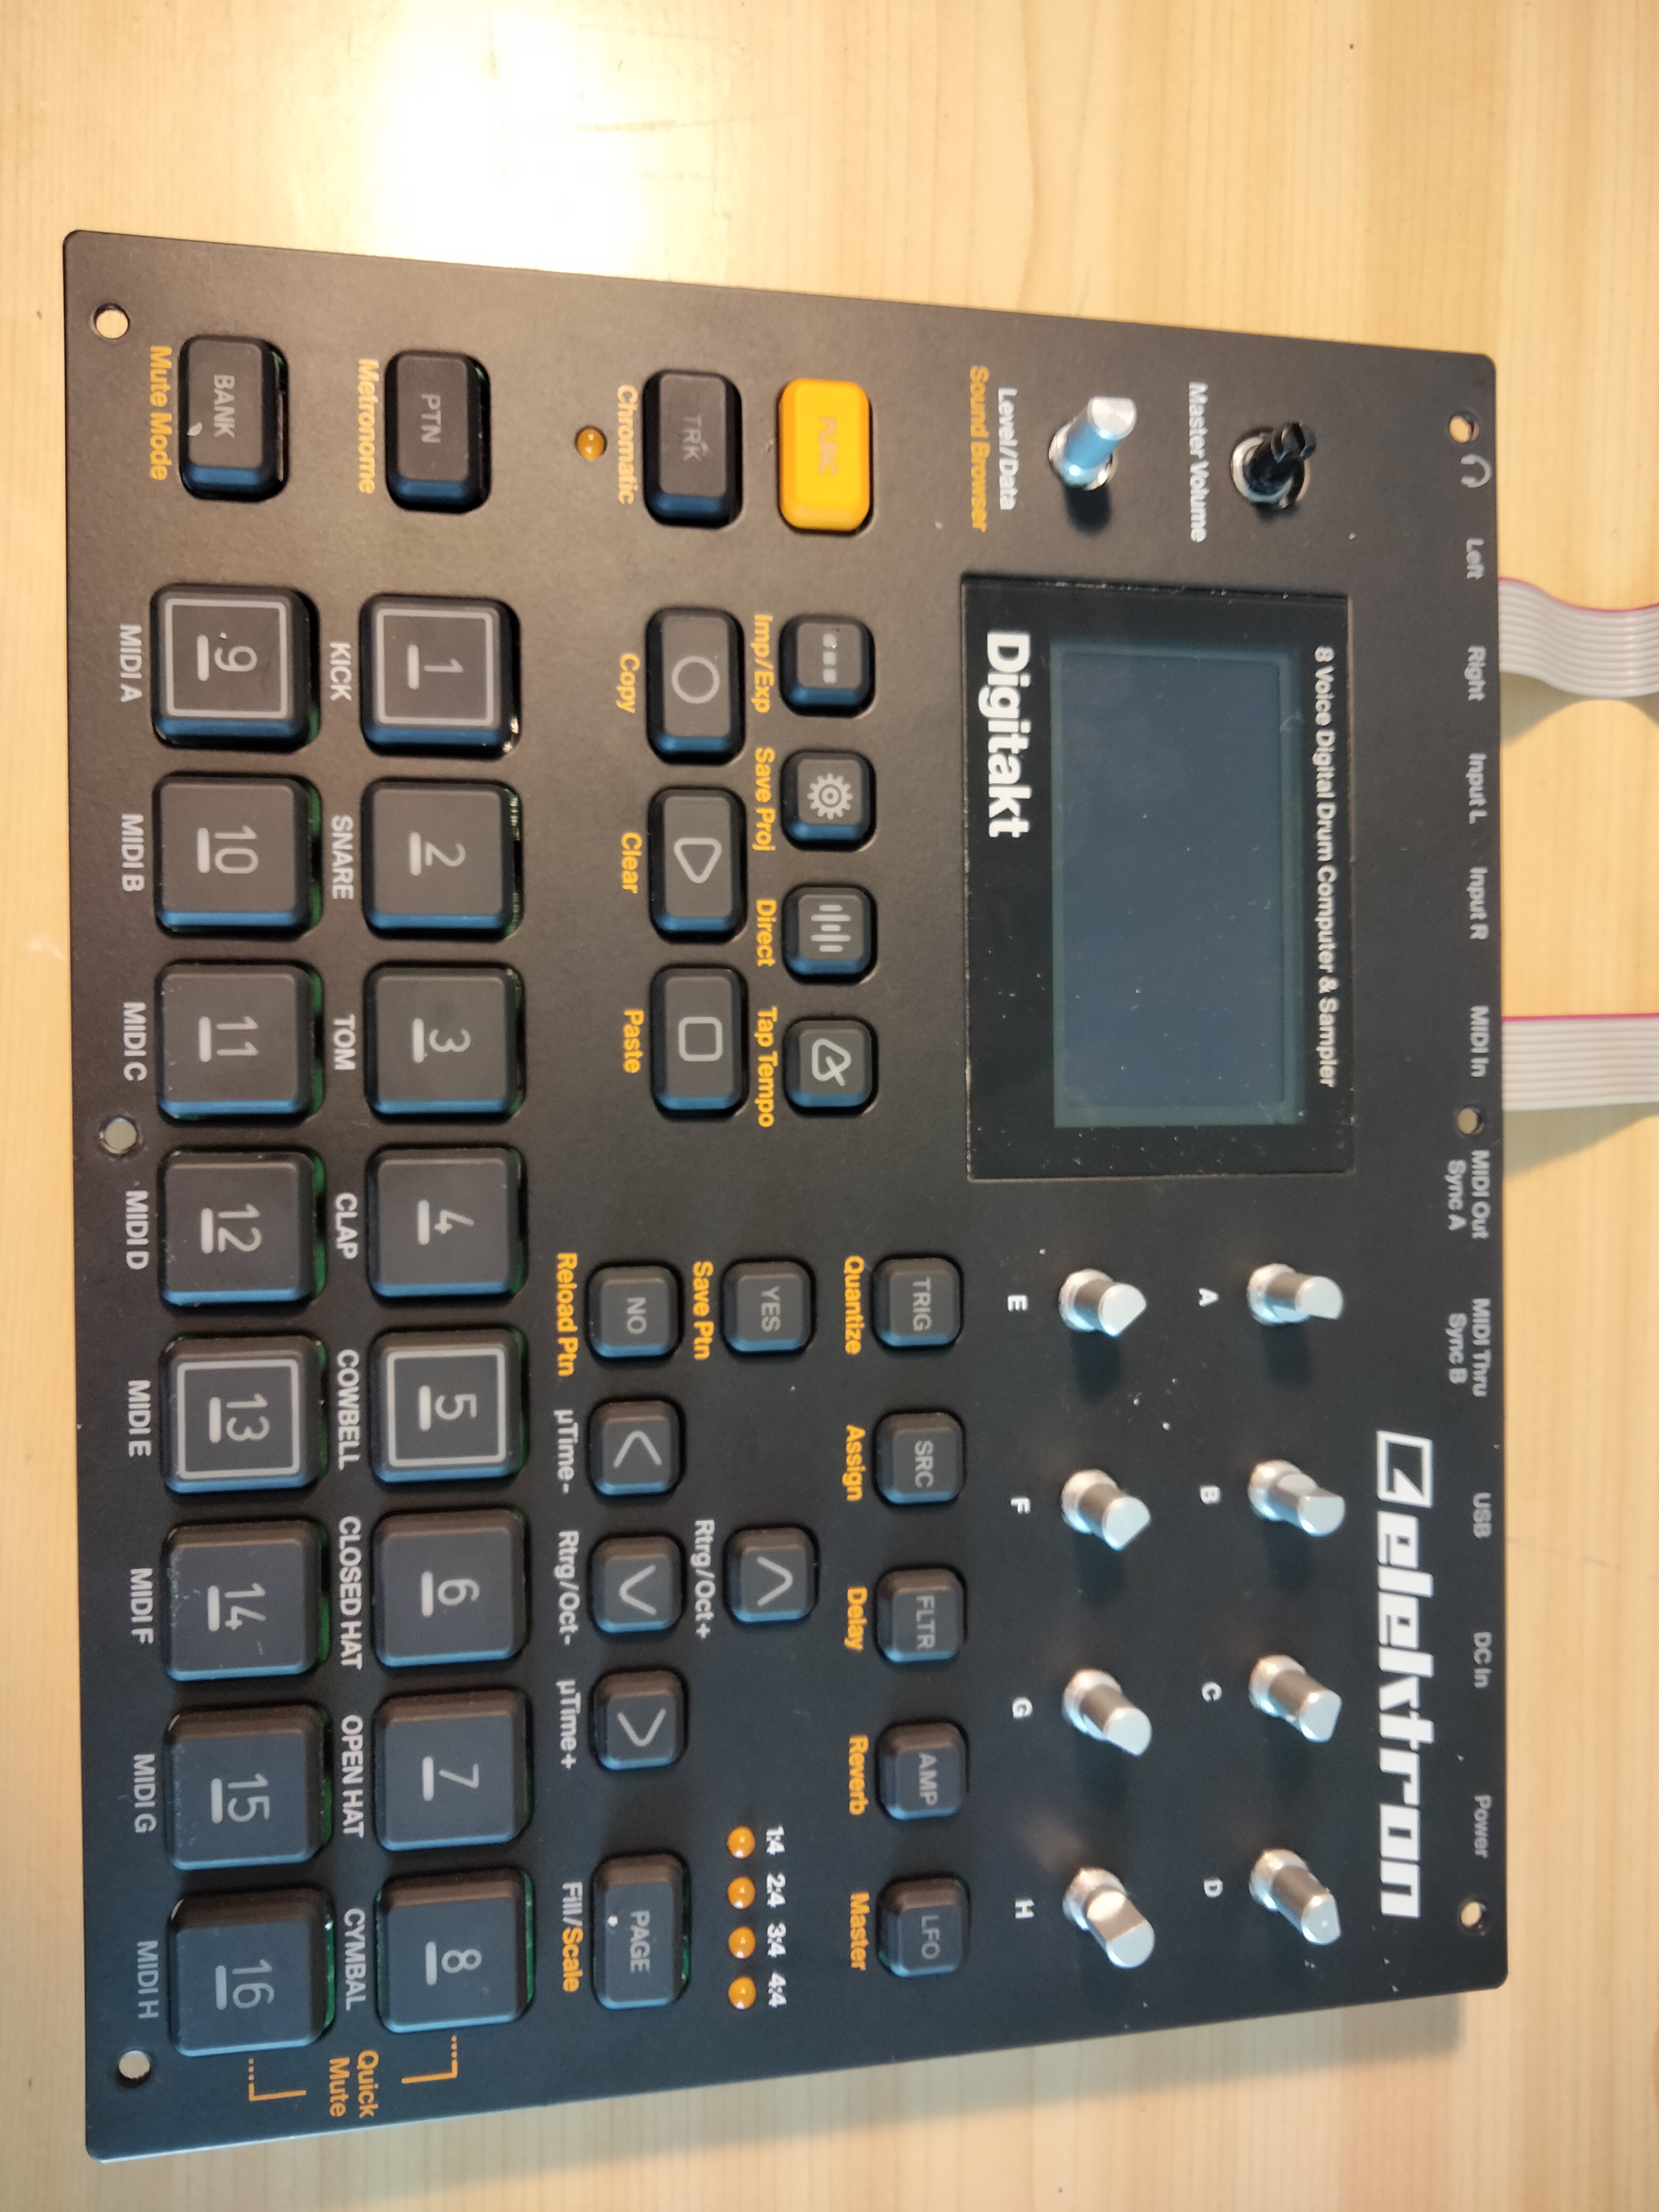 Left Right Input L Input R MIDI In MIDI Out MIDI Thru USB DC In Power
Sync A Sync B
elektron
Master Volume
8 Voice Digital Drum Computer & Sampler
A B C D
Level/Data
Sound Browser
Digitakt
E F G H
FUNC
TRIG SRC FLTR AMP LFO
Imp/Exp Save Proj Direct Tap Tempo
Quantize Assign Delay Reverb Master
TRK
YES
1:4 2:4 3:4 4:4
Chromatic
Copy Clear Paste
Save Ptn Rtrg/Oct+
NO
PAGE
Reload Ptn µTime- Rtrg/Oct- µTime+ Fill/Scale
PTN
1 2 3 4 5 6 7 8
Metronome
KICK SNARE TOM CLAP COWBELL CLOSED HAT OPEN HAT CYMBAL
Quick
Mute
BANK
9 10 11 12 13 14 15 16
Mute Mode
MIDI A MIDI B MIDI C MIDI D MIDI E MIDI F MIDI G MIDI H